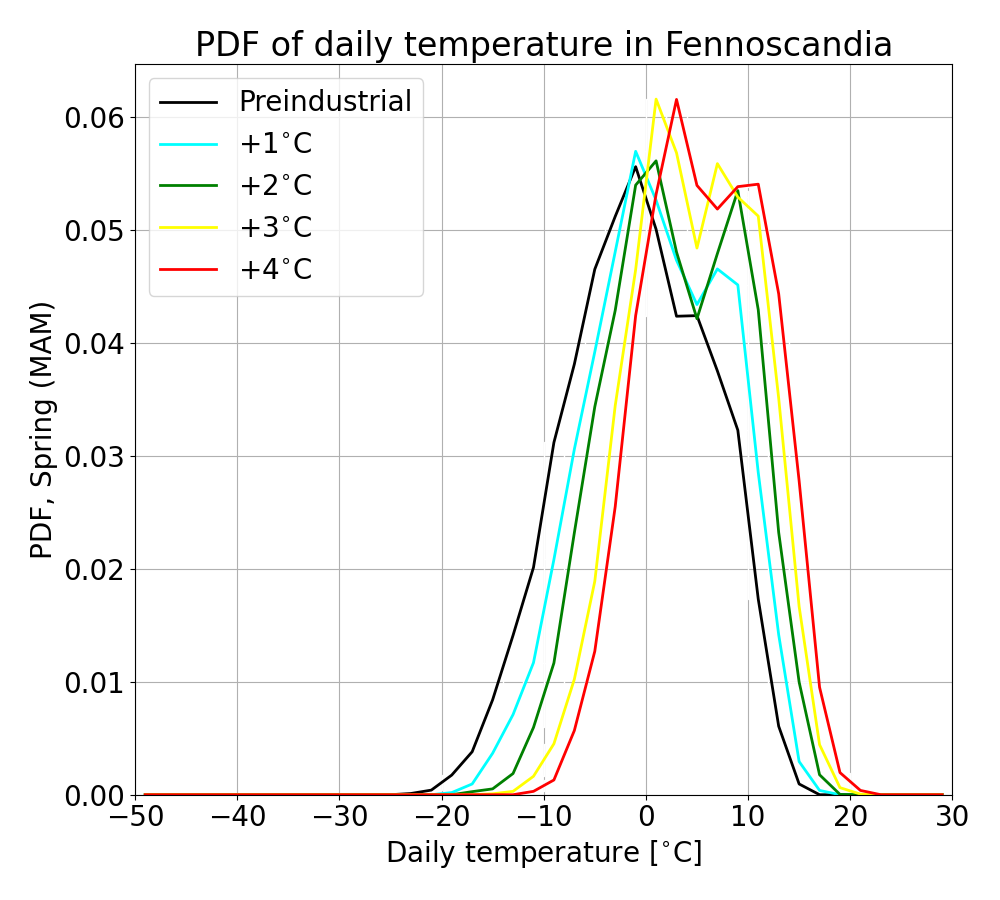 PDF of daily temperature in Fennoscandia
Preindustrial
+1°C
+2°C
+3°C
+4°C
PDF, Spring (MAM)
0.06
0.05
0.04
0.03
0.02
0.01
0.00
−50 −40 −30 −20 −10 0 10 20 30
Daily temperature [°C]